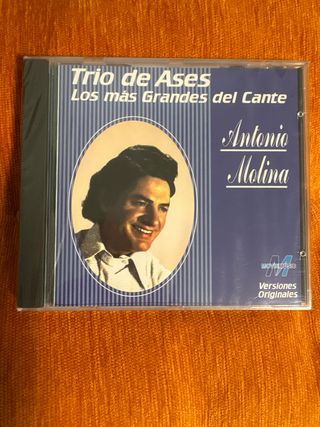 Trio de Ases
Los más Grandes del Cante
Antonio
Molina
M
Versiones
Originales